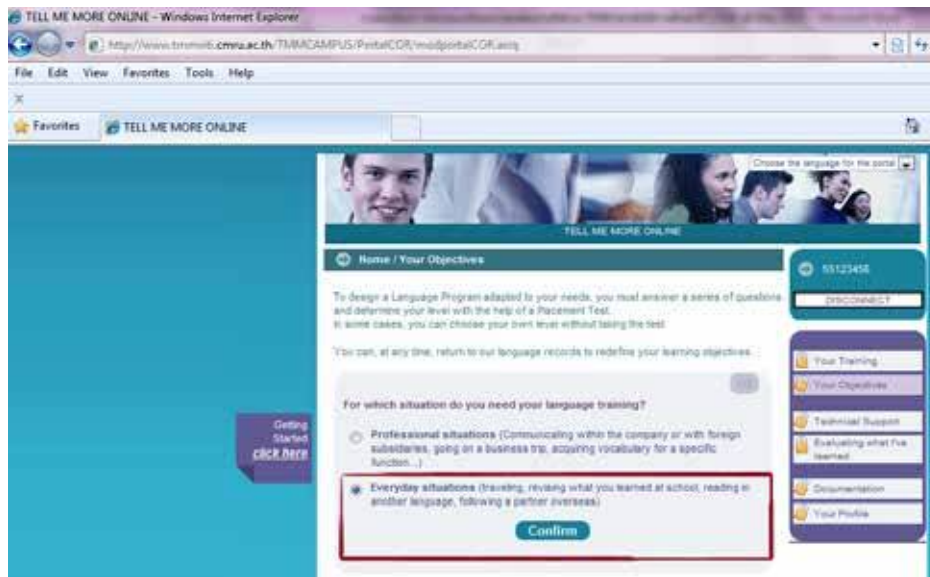 TELL ME MORE ONLINE - Windows Internet Explorer
File Edit View Favorites Tools Help
X
Favorites TELL ME MORE ONLINE
Choose the language for the portal
TELL ME MORE ONLINE
Home / Your Objectives
To design a Language Program adapted to your needs, you must answer a series of questions
and determine your level with the help of a Placement Test.
In some cases, you can choose your own level without taking the test.
You can, at any time, return to our language records to redefine your learning objectives.
For which situation do you need your language training?
Professional situations (Communicating within the company or with foreign
subsidiaries, going on a business trip, acquiring vocabulary for a specific
function...)
Everyday situations (traveling, revising what you learned at school, reading in
another language, following a partner overseas)
Confirm
Getting
Started
click here
55123456
DISCONNECT
Your Training
Your Objectives
Technical Support
Evaluating what I've
learned
Documentation
Your Profile